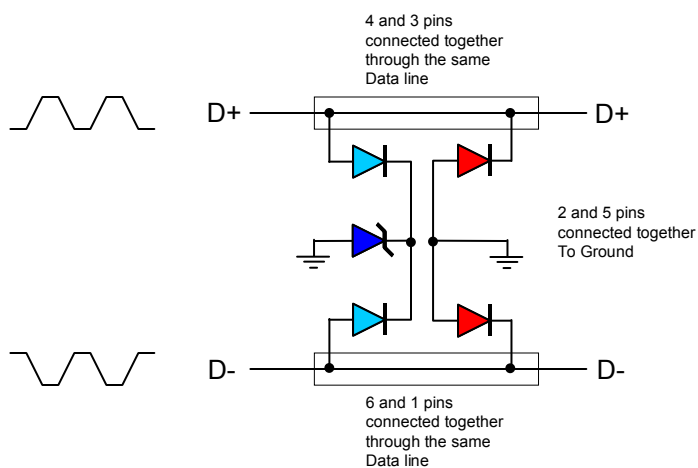 4 and 3 pins
connected together
through the same
Data line
D+
D+
2 and 5 pins
connected together
To Ground
D-
D-
6 and 1 pins
connected together
through the same
Data line